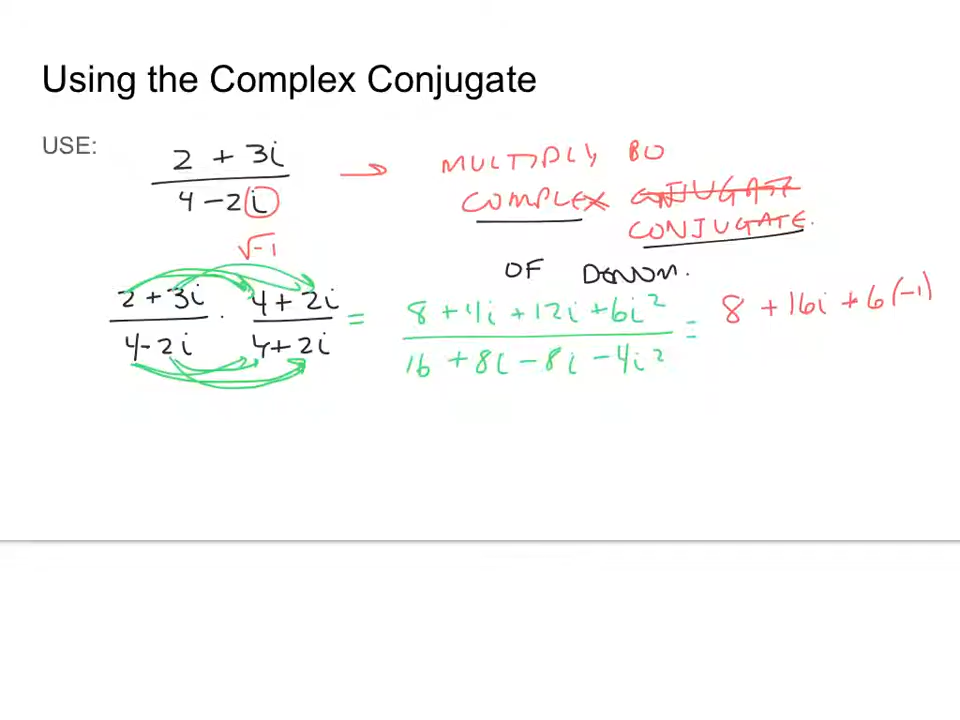 Using the Complex Conjugate
USE:
2 + 3i → MULTIPLY BO
4 - 2i COMPLEX CONJUGATE
CONJUGATE.
√-1
OF DENOM.
2 + 3i · 4 + 2i = 8 + 4i + 12i + 6i² = 8 + 16i + 6(-1)
4 - 2i 4 + 2i 16 + 8i - 8i - 4i²